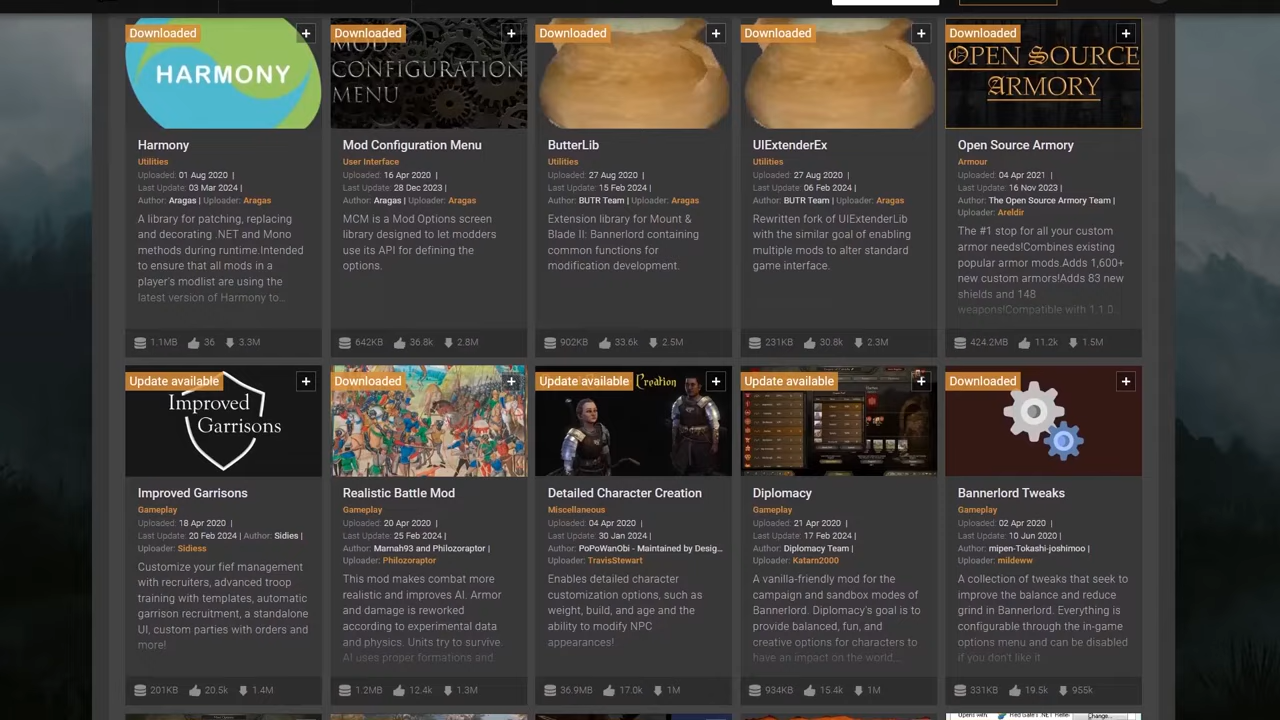 Downloaded
HARMONY
Harmony
Utilities
Uploaded: 01 Aug 2020 |
Last Update: 03 Mar 2024 |
Author: Aragas | Uploader: Aragas
A library for patching, replacing
and decorating .NET and Mono
methods during runtime.Intended
to ensure that all mods in a
player's modlist are using the
latest version of Harmony to...
1.1MB 36 3.3M
Downloaded
MOD
CONFIGURATION
MENU
Mod Configuration Menu
User Interface
Uploaded: 16 Apr 2020 |
Last Update: 28 Dec 2023 |
Author: Aragas | Uploader: Aragas
MCM is a Mod Options screen
library designed to let modders
use its API for defining the
options.
642KB 36.8k 2.8M
Downloaded
ButterLib
Utilities
Uploaded: 27 Aug 2020 |
Last Update: 15 Feb 2024 |
Author: BUTR Team | Uploader: Aragas
Extension library for Mount &
Blade II: Bannerlord containing
common functions for
modification development.
902KB 33.6k 2.5M
Downloaded
UIExtenderEx
Utilities
Uploaded: 27 Aug 2020 |
Last Update: 06 Feb 2024 |
Author: BUTR Team | Uploader: Aragas
Rewritten fork of UIExtenderLib
with the similar goal of enabling
multiple mods to alter standard
game interface.
231KB 30.8k 2.3M
Downloaded
OPEN SOURCE
ARMORY
Open Source Armory
Armour
Uploaded: 04 Apr 2021 |
Last Update: 16 Nov 2023 |
Author: The Open Source Armory Team |
Uploader: Areldir
The #1 stop for all your custom
armor needs!Combines existing
popular armor mods.Adds 1,600+
new custom armors!Adds 83 new
shields and 148
weapons!Compatible with 1.1.0...
424.2MB 11.2k 1.5M
Update available
Improved
Garrisons
Improved Garrisons
Gameplay
Uploaded: 18 Apr 2020 |
Last Update: 20 Feb 2024 | Author: Sidies |
Uploader: Sidiess
Customize your fief management
with recruiters, advanced troop
training with templates, automatic
garrison recruitment, a standalone
UI, custom parties with orders and
more!
201KB 20.5k 1.4M
Downloaded
Realistic Battle Mod
Gameplay
Uploaded: 20 Apr 2020 |
Last Update: 25 Feb 2024 |
Author: Marnah93 and Philozoraptor |
Uploader: Philozoraptor
This mod makes combat more
realistic and improves AI. Armor
and damage is reworked
according to experimental data
and physics. Units try to survive.
AI uses proper formations and
1.2MB 12.4k 1.3M
Update available
Creation
Detailed Character Creation
Miscellaneous
Uploaded: 04 Apr 2020 |
Last Update: 30 Jan 2024 |
Author: PoPoWanObi - Maintained by Desig...
Uploader: TravisStewart
Enables detailed character
customization options, such as
weight, build, and age and the
ability to modify NPC
appearances!
36.9MB 17.0k 1M
Update available
Diplomacy
Gameplay
Uploaded: 21 Apr 2020 |
Last Update: 17 Feb 2024 |
Author: Diplomacy Team |
Uploader: Katarn2000
A vanilla-friendly mod for the
campaign and sandbox modes of
Bannerlord. Diplomacy's goal is to
provide balanced, fun, and
creative options for characters to
have an impact on the world,...
934KB 15.4k 1M
Downloaded
Bannerlord Tweaks
Gameplay
Uploaded: 02 Apr 2020 |
Last Update: 10 Jun 2020 |
Author: mipen-Tokashi-joshimoo |
Uploader: mildeww
A collection of tweaks that seek to
improve the balance and reduce
grind in Bannerlord. Everything is
configurable through the in-game
options menu and can be disabled
if you don't like it
331KB 19.5k 955k
Change...